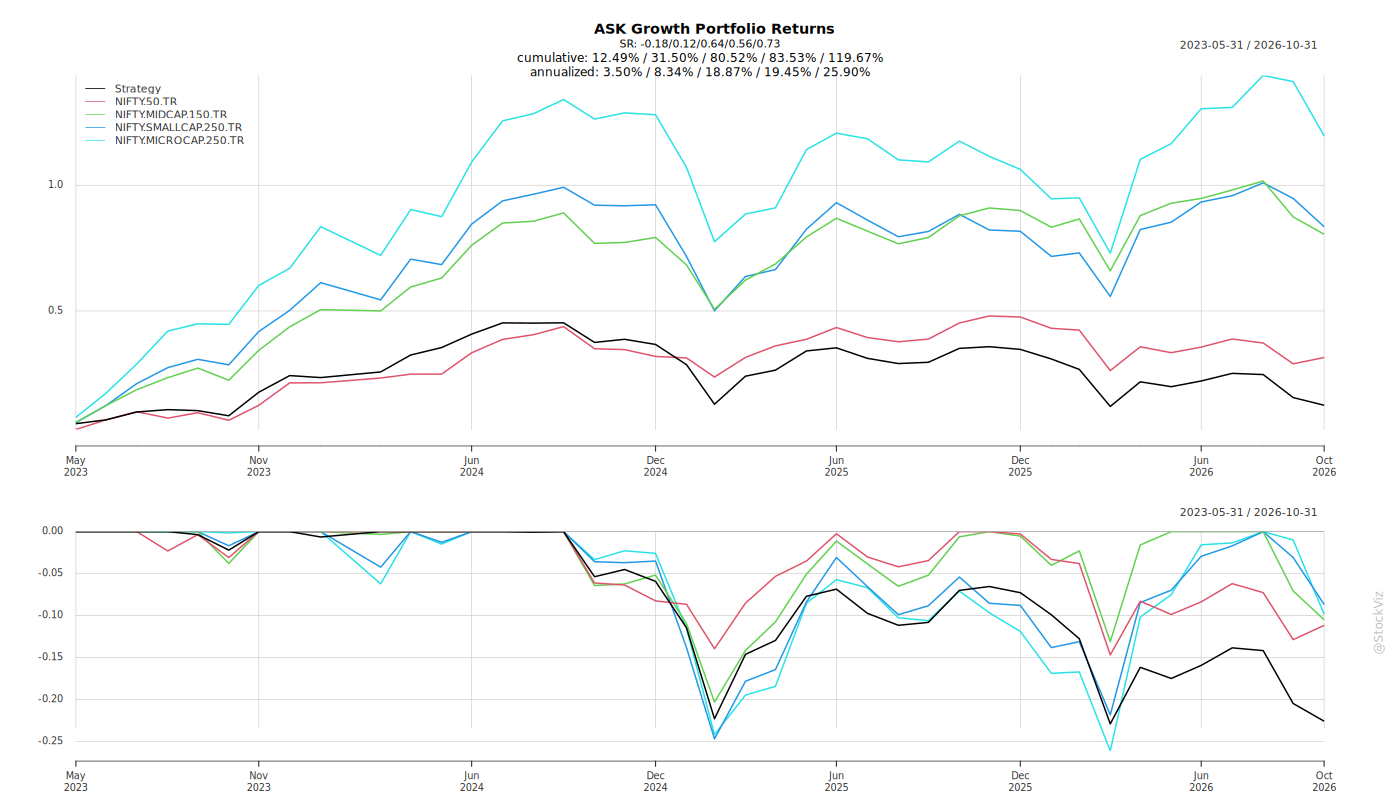 ASK Growth Portfolio Returns
SR: -0.18/0.12/0.64/0.56/0.73
cumulative: 12.49% / 31.50% / 80.52% / 83.53% / 119.67%
annualized: 3.50% / 8.34% / 18.87% / 19.45% / 25.90%
2023-05-31 / 2026-10-31
Strategy
NIFTY.50.TR
NIFTY.MIDCAP.150.TR
NIFTY.SMALLCAP.250.TR
NIFTY.MICROCAP.250.TR
1.0
0.5
May Nov Jun Dec Jun Dec Jun Oct
2023 2023 2024 2024 2025 2025 2026 2026
2023-05-31 / 2026-10-31
0.00
-0.05
-0.10
-0.15
-0.20
-0.25
May Nov Jun Dec Jun Dec Jun Oct
2023 2023 2024 2024 2025 2025 2026 2026
@StockViz